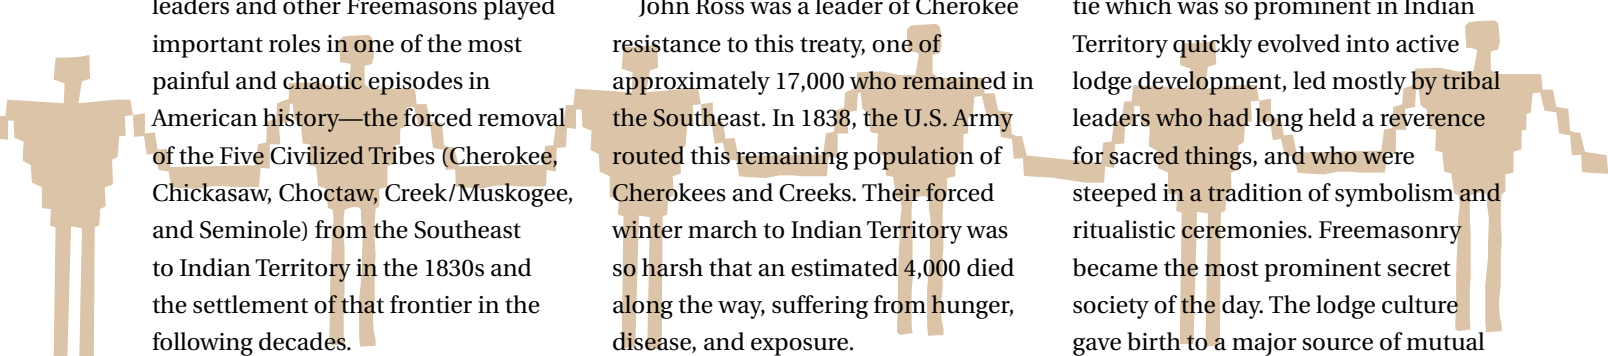 leaders and other Freemasons played
important roles in one of the most
painful and chaotic episodes in
American history—the forced removal
of the Five Civilized Tribes (Cherokee,
Chickasaw, Choctaw, Creek/Muskogee,
and Seminole) from the Southeast
to Indian Territory in the 1830s and
the settlement of that frontier in the
following decades.
John Ross was a leader of Cherokee
resistance to this treaty, one of
approximately 17,000 who remained in
the Southeast. In 1838, the U.S. Army
routed this remaining population of
Cherokees and Creeks. Their forced
winter march to Indian Territory was
so harsh that an estimated 4,000 died
along the way, suffering from hunger,
disease, and exposure.
tie which was so prominent in Indian
Territory quickly evolved into active
lodge development, led mostly by tribal
leaders who had long held a reverence
for sacred things, and who were
steeped in a tradition of symbolism and
ritualistic ceremonies. Freemasonry
became the most prominent secret
society of the day. The lodge culture
gave birth to a major source of mutual